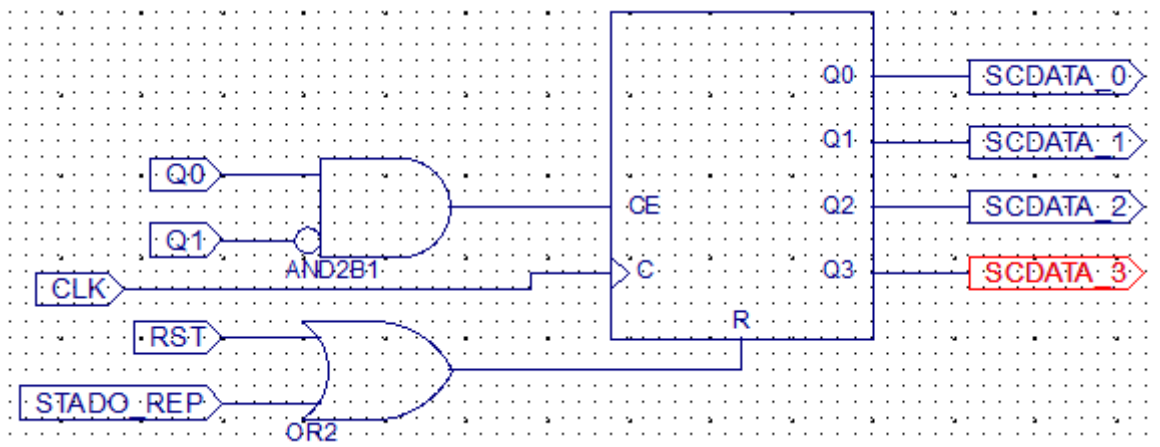 Q0
SCDATA_0
Q1
SCDATA_1
Q0
CE
Q2
SCDATA_2
Q1
AND2B1
C
Q3
SCDATA_3
CLK
R
RST
STADO_REP
OR2